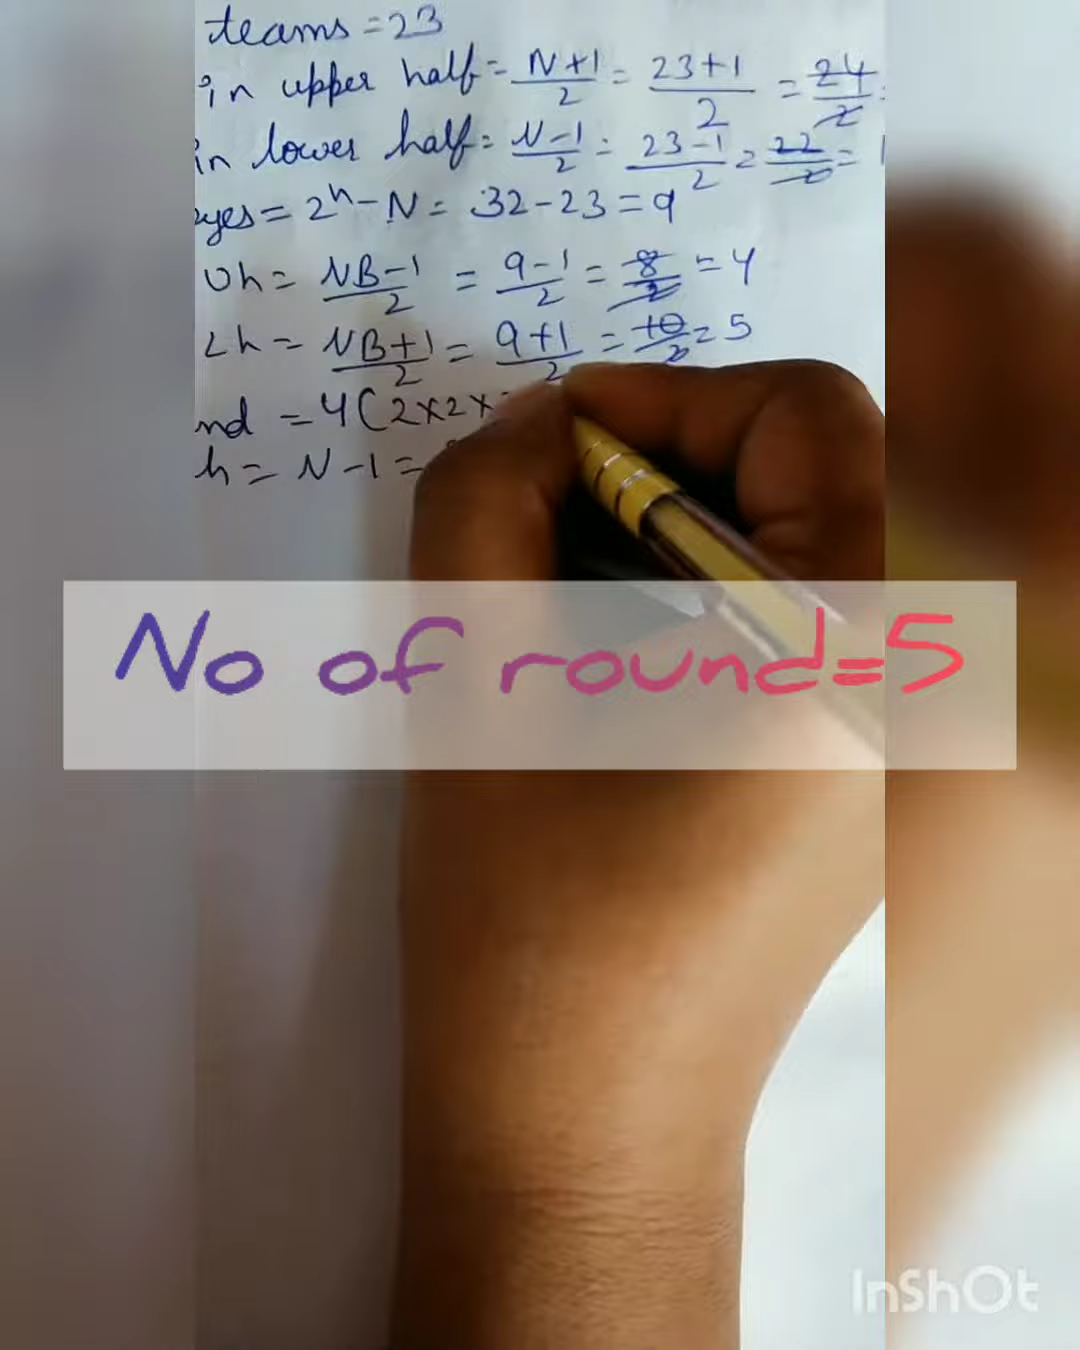 teams = 23
in upper half = N+1/2 = 23+1/2 = 24/2 =
in lower half = N-1/2 = 23-1/2 = 22/2 =
yes = 2ⁿ - N = 32 - 23 = 9
Uh = NB-1/2 = 9-1/2 = 8/2 = 4
Lh = NB+1/2 = 9+1/2 = 10/2 = 5
nd = 4(2×2×
h = N-1 =
No of round=5
InShOt